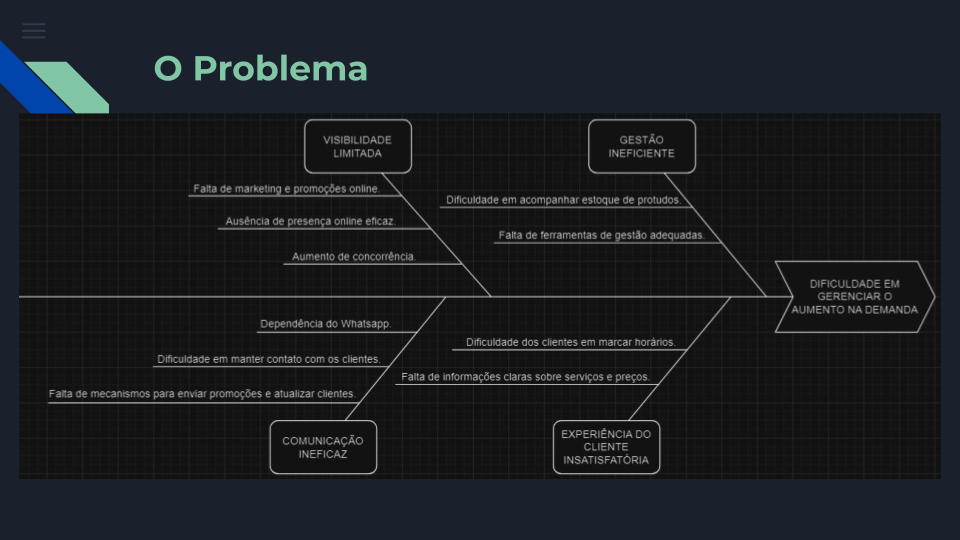 O Problema
VISIBILIDADE
LIMITADA
Falta de marketing e promoções online.
Ausência de presença online eficaz.
Aumento de concorrência.
GESTÃO
INEFICIENTE
Dificuldade em acompanhar estoque de protudos.
Falta de ferramentas de gestão adequadas.
DIFICULDADE EM
GERENCIAR O
AUMENTO NA DEMANDA
Dependência do Whatsapp.
Dificuldade em manter contato com os clientes.
Falta de mecanismos para enviar promoções e atualizar clientes.
COMUNICAÇÃO
INEFICAZ
Dificuldade dos clientes em marcar horários.
Falta de informações claras sobre serviços e preços.
EXPERIÊNCIA DO
CLIENTE
INSATISFATÓRIA